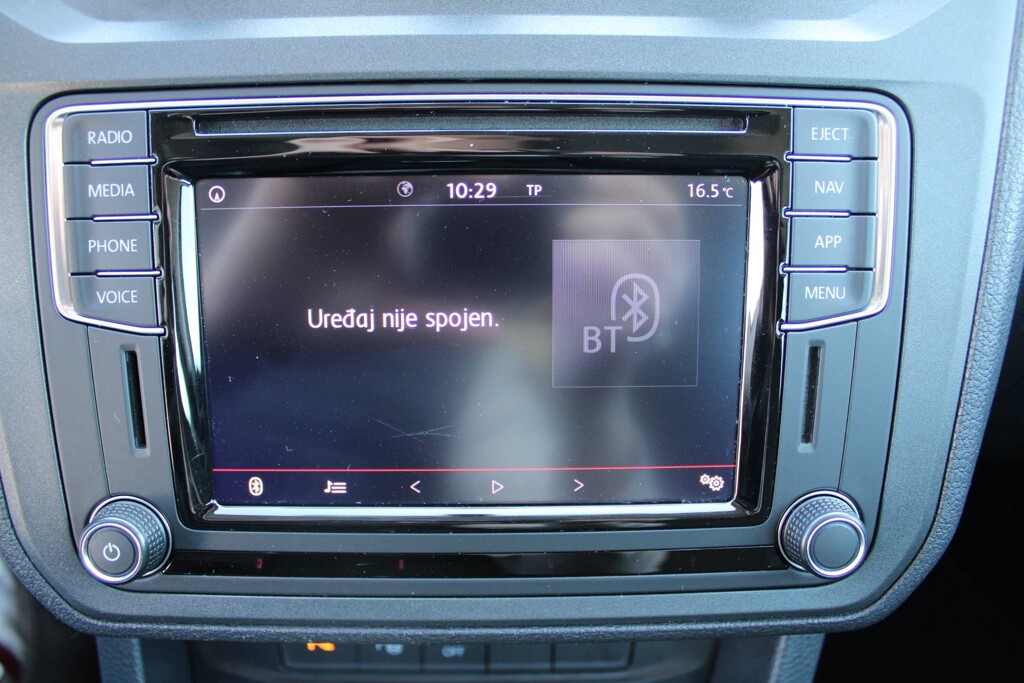 RADIO
MEDIA
PHONE
VOICE
10:29 TP 16.5°C
Uređaj nije spojen.
BT
EJECT
NAV
APP
MENU